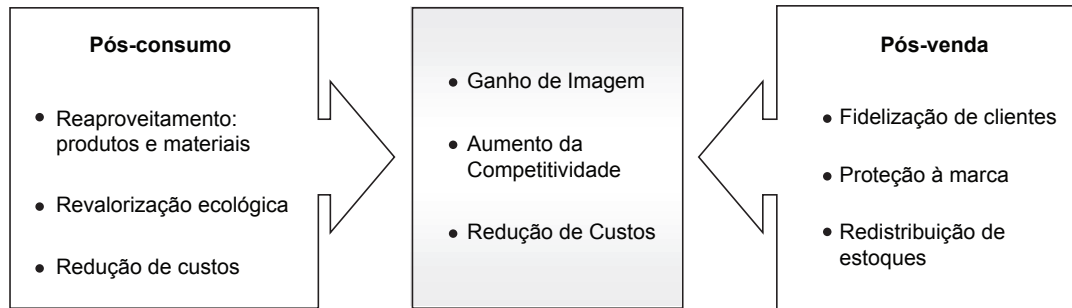 Pós-consumo
• Reaproveitamento:
produtos e materiais
• Revalorização ecológica
• Redução de custos
• Ganho de Imagem
• Aumento da
Competitividade
• Redução de Custos
Pós-venda
• Fidelização de clientes
• Proteção à marca
• Redistribuição de
estoques